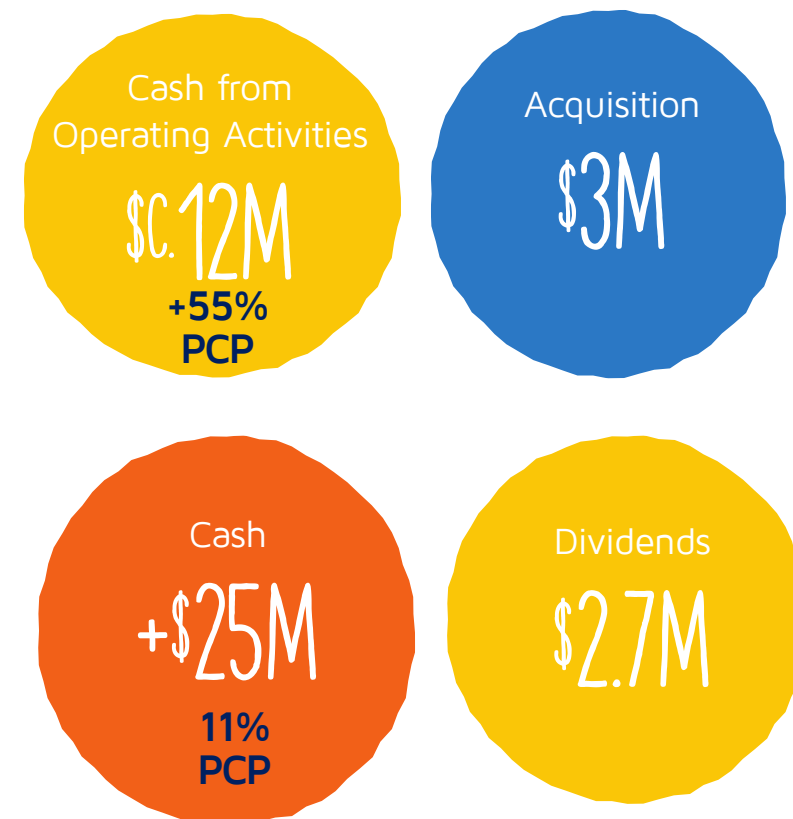 Cash from
Operating Activities
$C.12M
+55%
PCP
Acquisition
$3M
Cash
+$25M
11%
PCP
Dividends
$2.7M